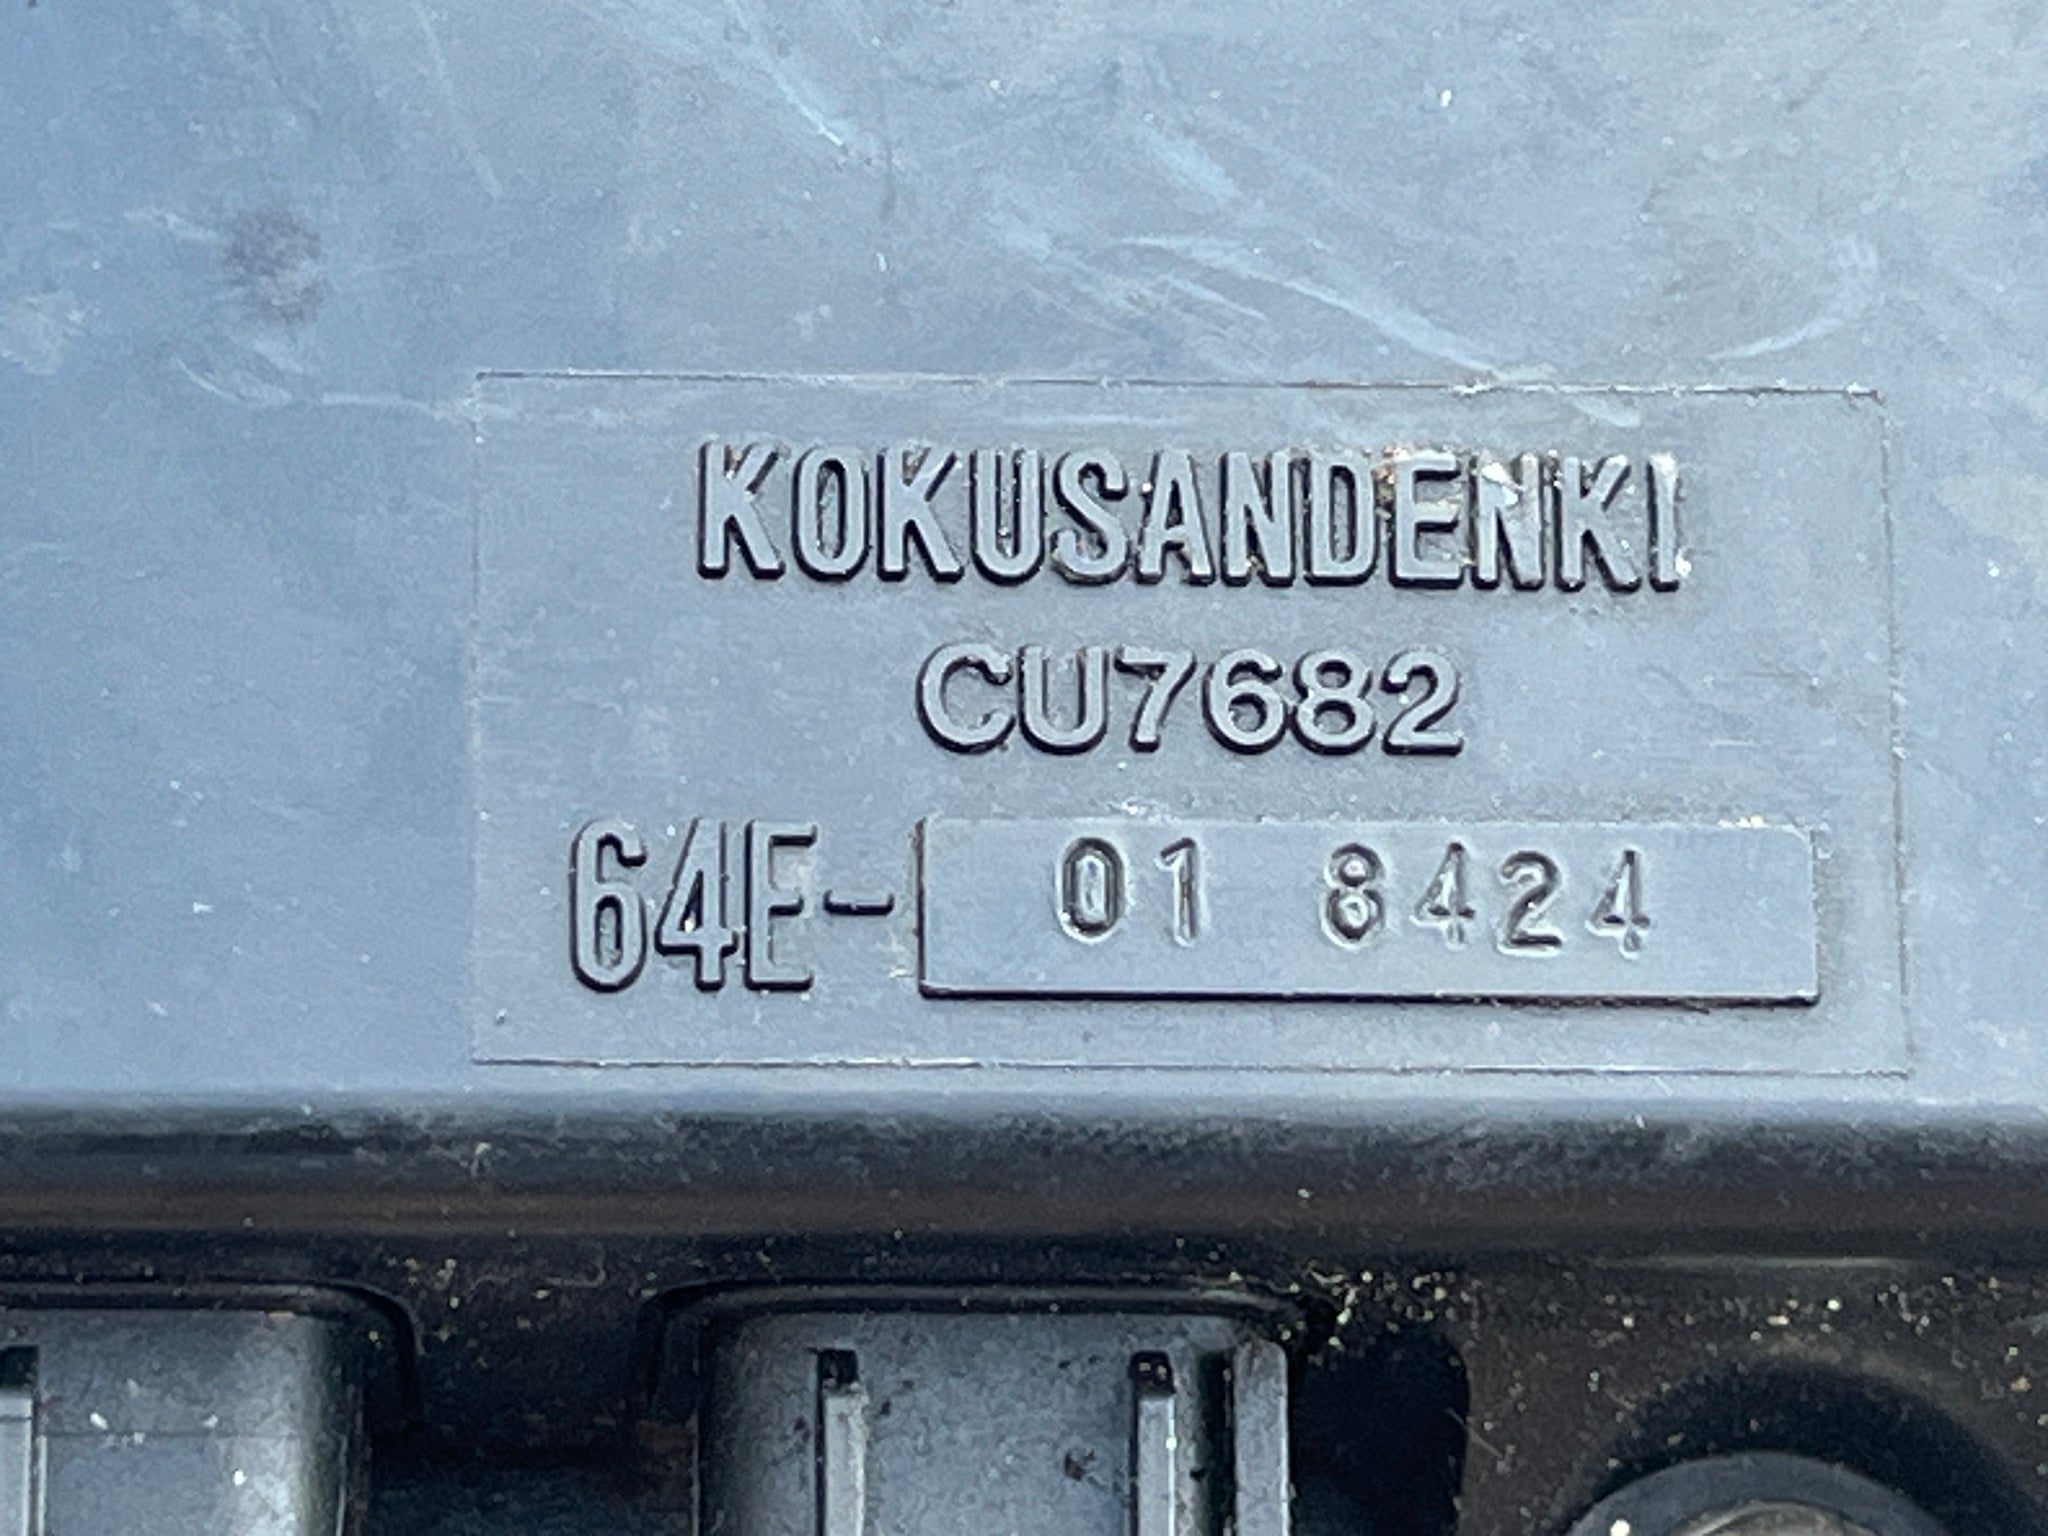 KOKUSANDENKI
CU7682
64E- 01 8424